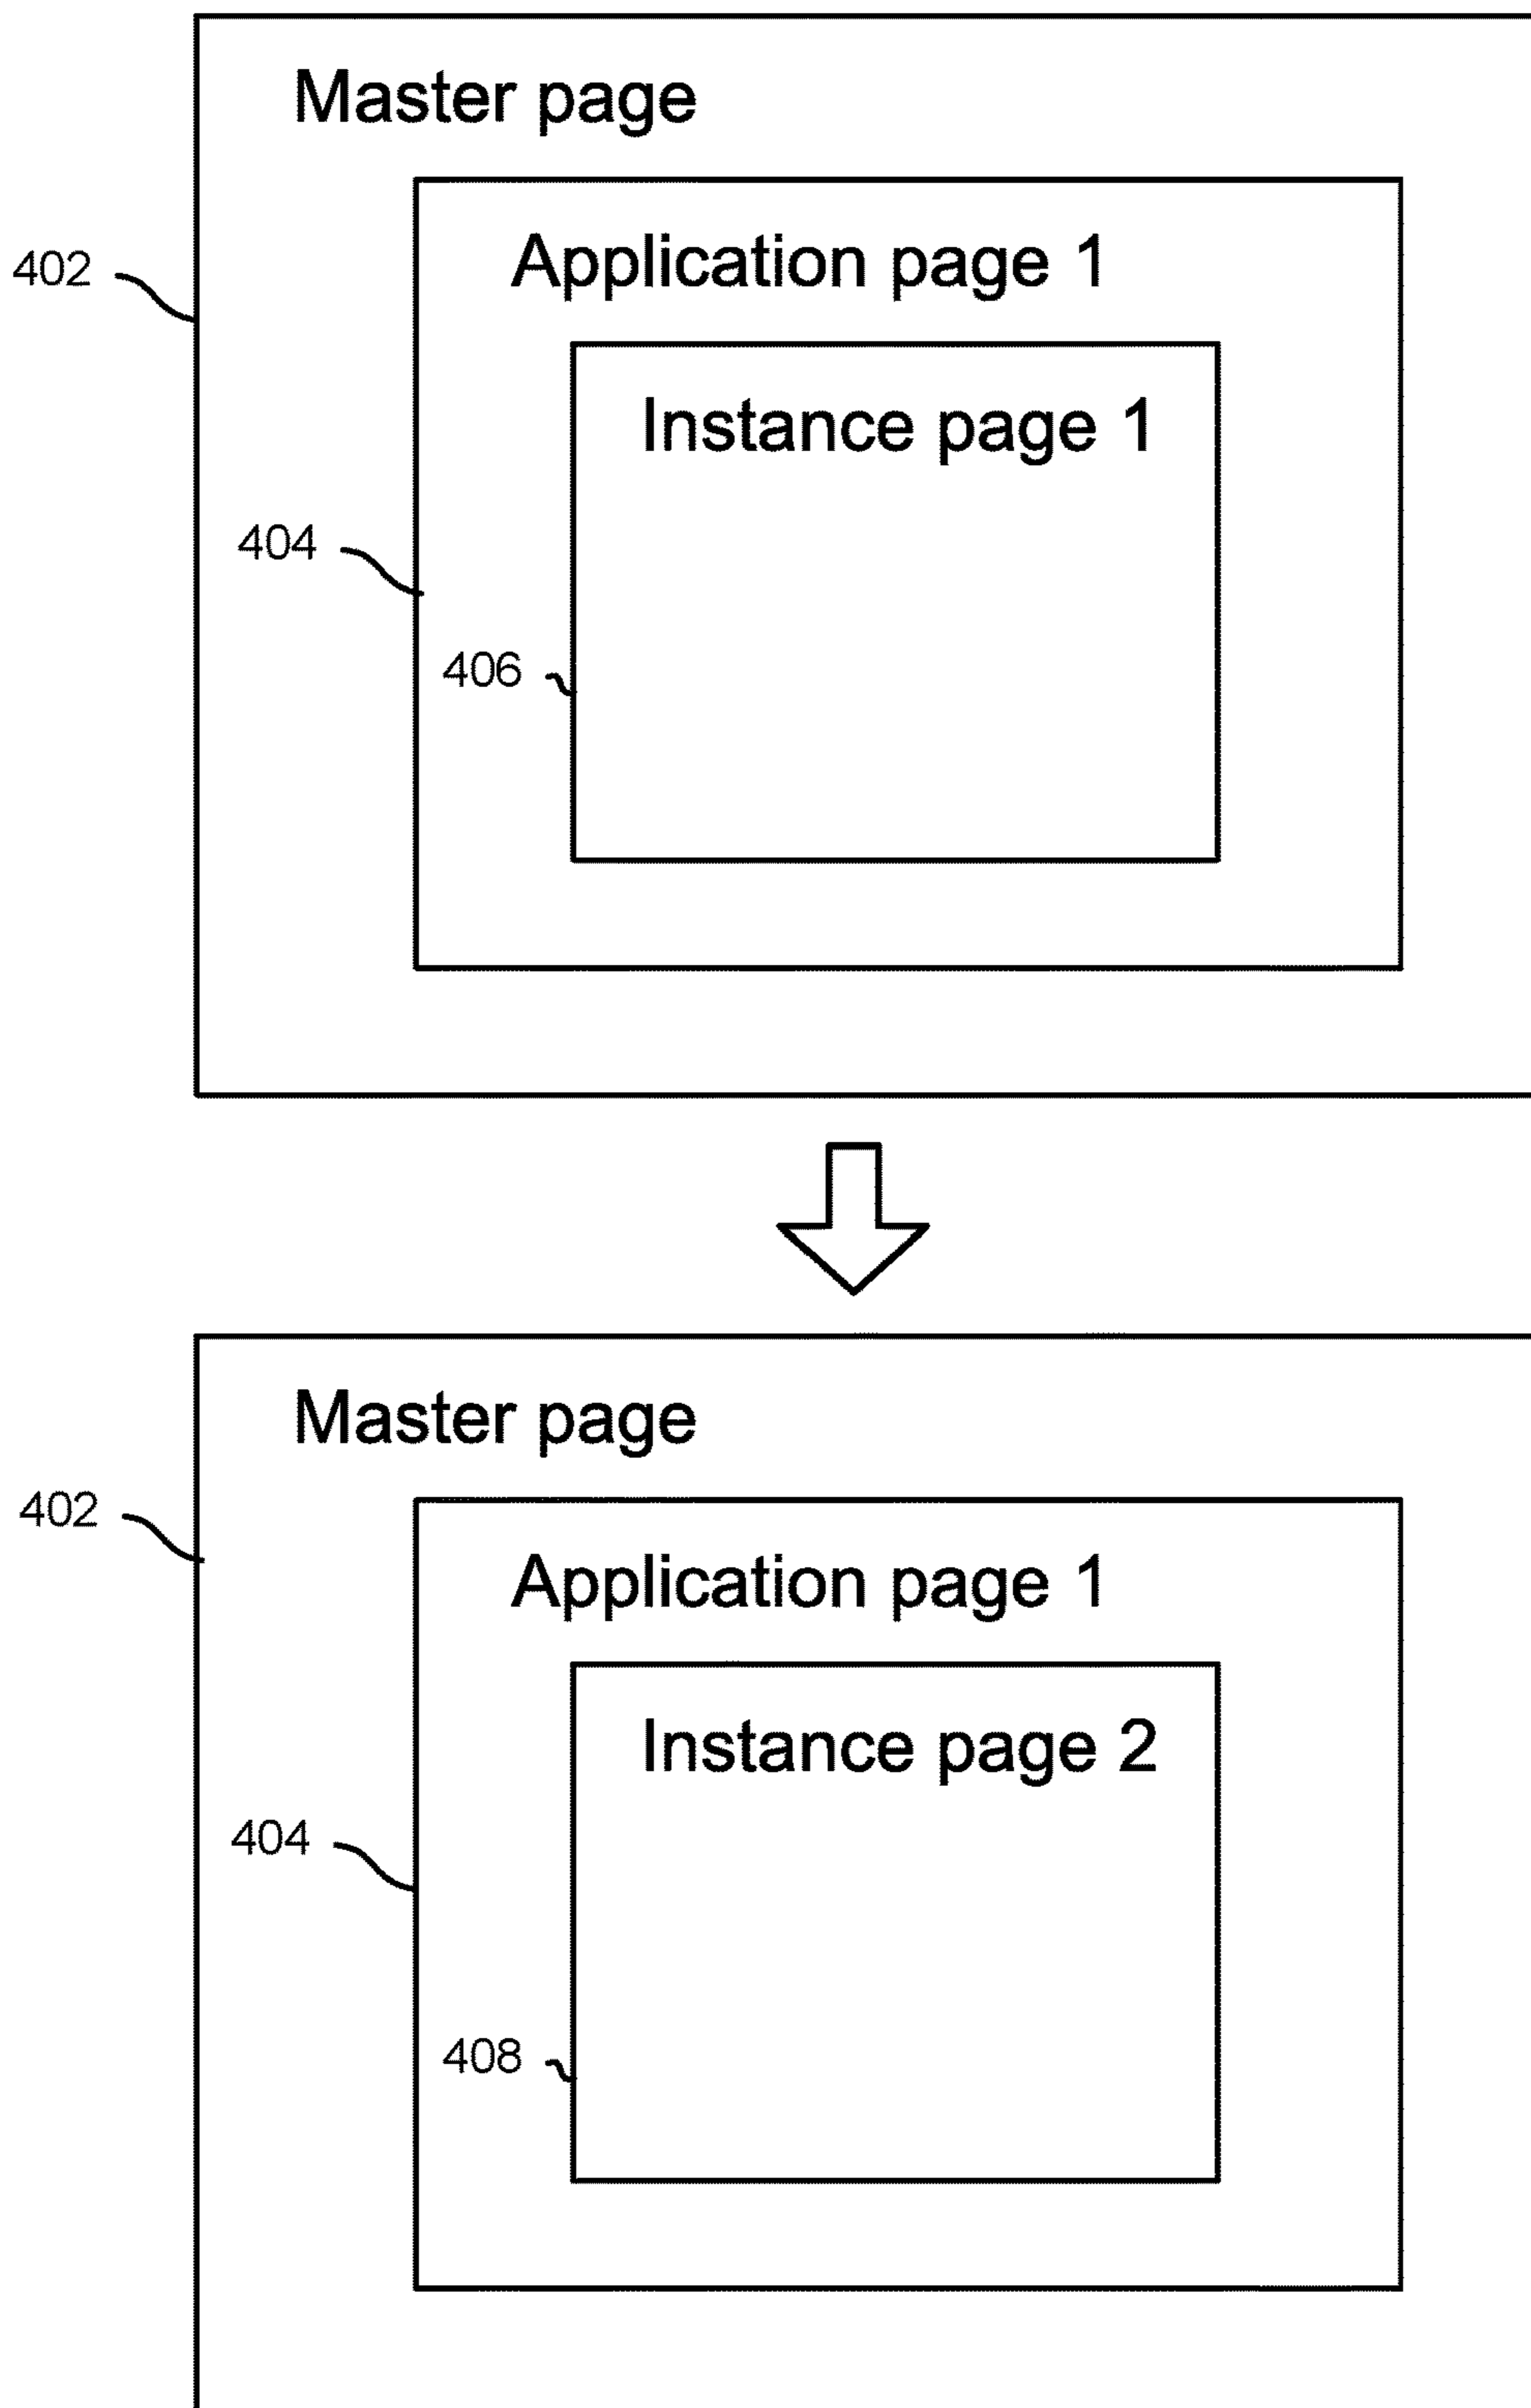 Master page
Application page 1
402
Instance page 1
404
406
Master page
402
Application page 1
Instance page 2
404
408